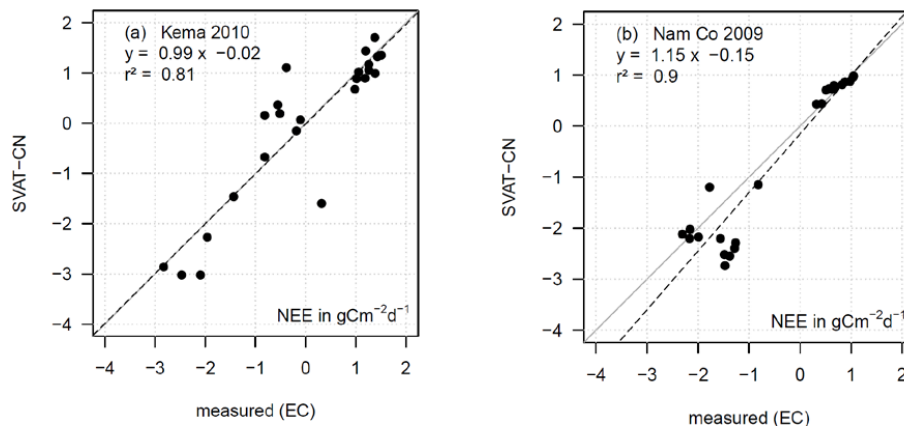 (a) Kema 2010
y = 0.99 x −0.02
r² = 0.81
2
1
0
−1
−2
−3
−4
SVAT−CN
NEE in gCm⁻²d⁻¹
−4 −3 −2 −1 0 1 2
measured (EC)
(b) Nam Co 2009
y = 1.15 x −0.15
r² = 0.9
2
1
0
−1
−2
−3
−4
SVAT−CN
NEE in gCm⁻²d⁻¹
−4 −3 −2 −1 0 1 2
measured (EC)